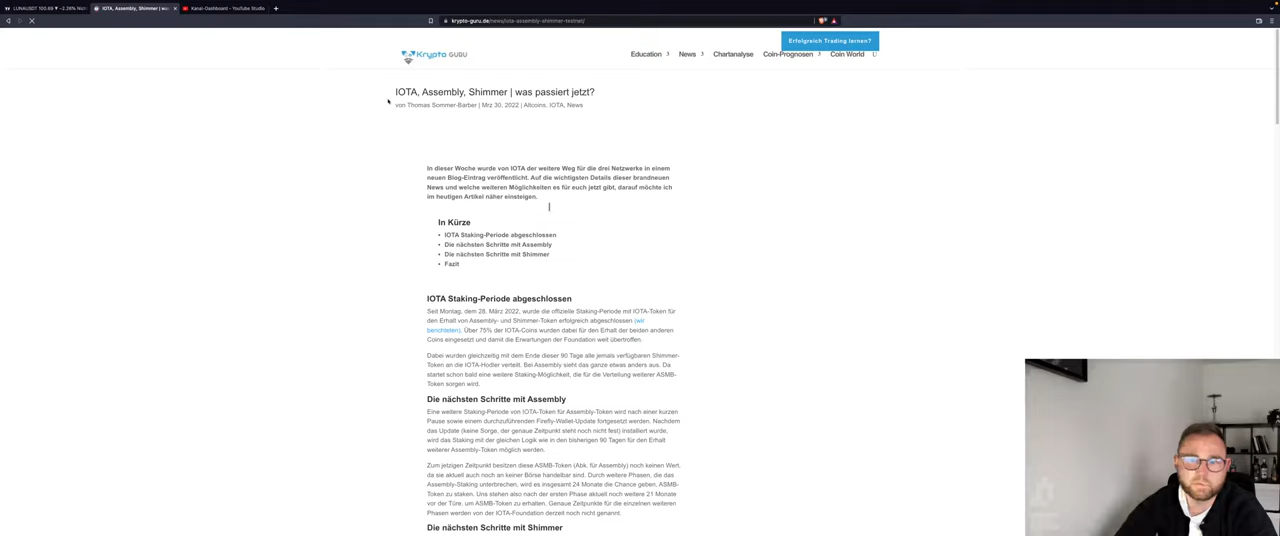 LUNAUSDT 100.69 ▼ −2.26% Nich
IOTA, Assembly, Shimmer | was
Kanal-Dashboard - YouTube Studio
krypto-guru.de/news/iota-assembly-shimmer-testnet/
Erfolgreich Trading lernen?
Krypto GURU
Education
News
Chartanalyse
Coin-Prognosen
Coin World
IOTA, Assembly, Shimmer | was passiert jetzt?
von Thomas Sommer-Barber | Mrz 30, 2022 | Altcoins, IOTA, News
In dieser Woche wurde von IOTA der weitere Weg für die drei Netzwerke in einem
neuen Blog-Eintrag veröffentlicht. Auf die wichtigsten Details dieser brandneuen
News und welche weiteren Möglichkeiten es für euch jetzt gibt, darauf möchte ich
im heutigen Artikel näher einsteigen.
In Kürze
• IOTA Staking-Periode abgeschlossen
• Die nächsten Schritte mit Assembly
• Die nächsten Schritte mit Shimmer
• Fazit
IOTA Staking-Periode abgeschlossen
Seit Montag, dem 28. März 2022, wurde die offizielle Staking-Periode mit IOTA-Token für
den Erhalt von Assembly- und Shimmer-Token erfolgreich abgeschlossen (wir
berichteten). Über 75% der IOTA-Coins wurden dabei für den Erhalt der beiden anderen
Coins eingesetzt und damit die Erwartungen der Foundation weit übertroffen
Dabei wurden gleichzeitig mit dem Ende dieser 90 Tage alle jemals verfügbaren Shimmer-
Token an die IOTA-Hodler verteilt. Bei Assembly sieht das ganze etwas anders aus. Da
startet schon bald eine weitere Staking-Möglichkeit, die für die Verteilung weiterer ASMB-
Token sorgen wird.
Die nächsten Schritte mit Assembly
Eine weitere Staking-Periode von IOTA-Token für Assembly-Token wird nach einer kurzen
Pause sowie einem durchzuführenden Firefly-Wallet-Update fortgesetzt werden. Nachdem
das Update (keine Sorge, der genaue Zeitpunkt steht noch nicht fest) installiert wurde,
wird das Staking mit der gleichen Logik wie in den bisherigen 90 Tagen für den Erhalt
weiterer Assembly-Token möglich werden.
Zum jetzigen Zeitpunkt besitzen diese ASMB-Token (Abk. für Assembly) noch keinen Wert,
da sie aktuell auch noch an keiner Börse handelbar sind. Durch weitere Phasen, die das
Assembly-Staking unterbrechen, wird es insgesamt 24 Monate die Chance geben, ASMB-
Token zu staken. Uns stehen also nach der ersten Phase aktuell noch weitere 21 Monate
vor der Türe, um ASMB-Token zu erhalten. Genaue Zeitpunkte für die einzelnen weiteren
Phasen werden von der IOTA-Foundation derzeit noch nicht genannt.
Die nächsten Schritte mit Shimmer